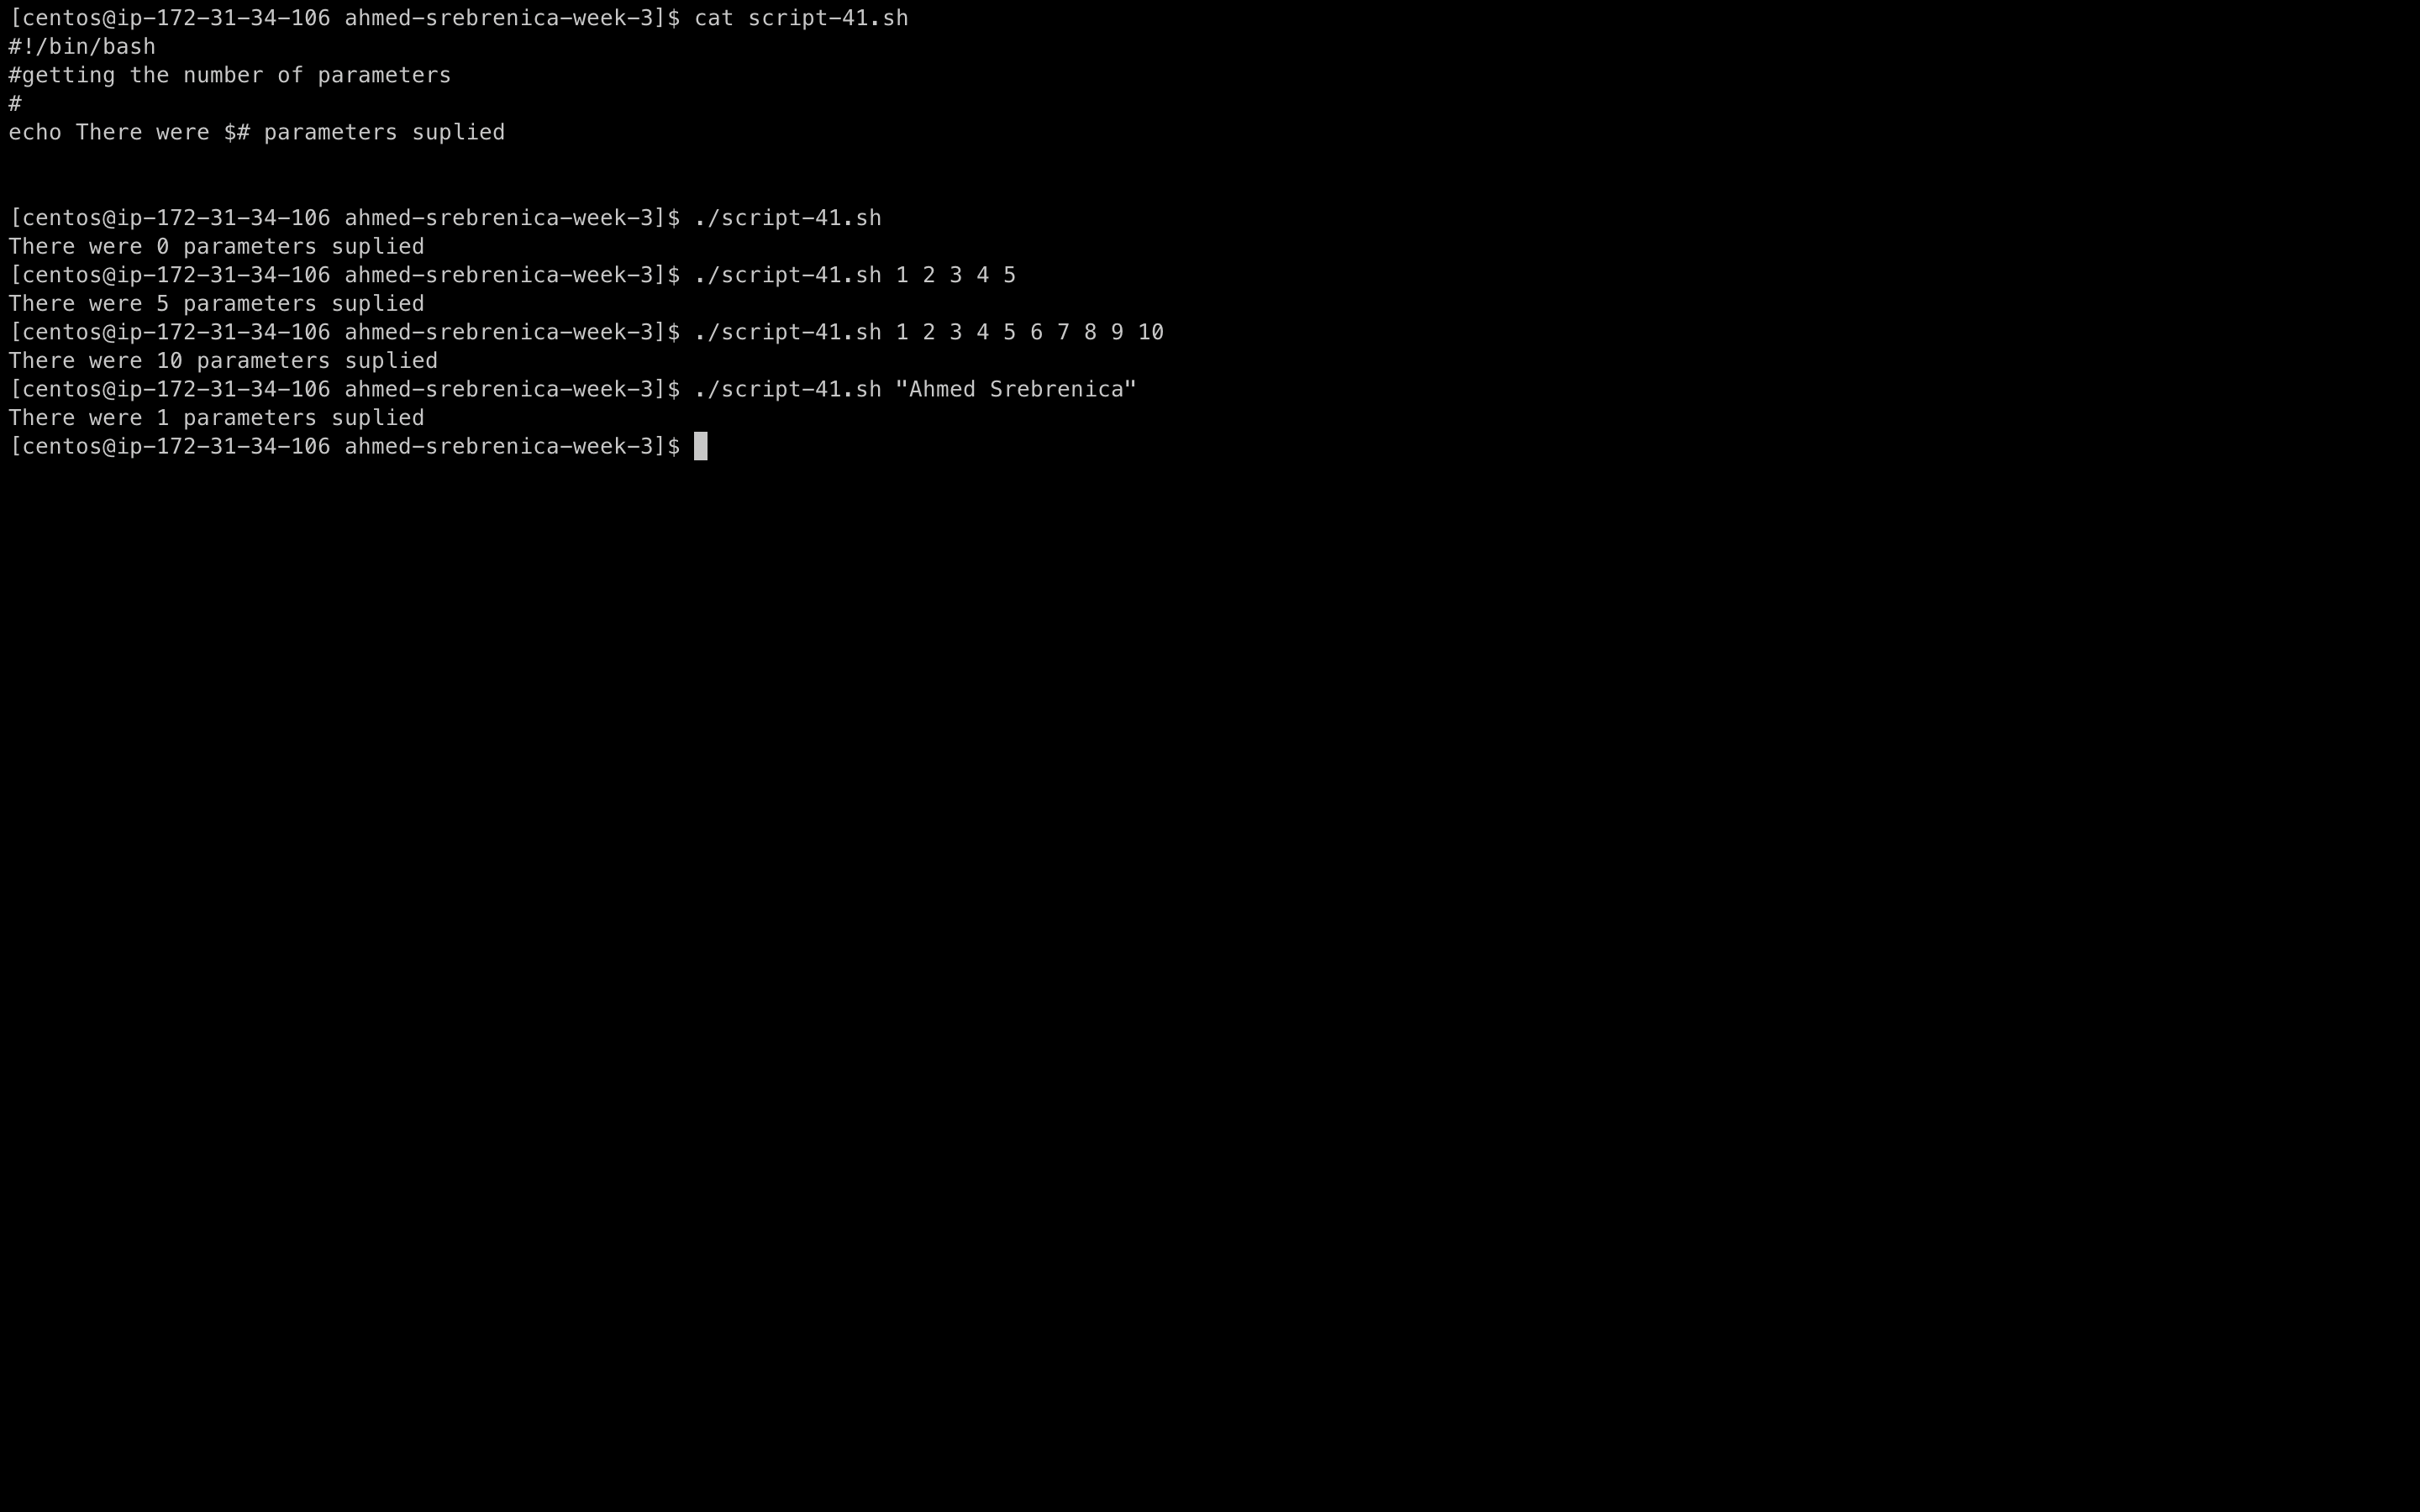 [centos@ip-172-31-34-106 ahmed-srebrenica-week-3]$ cat script-41.sh
#!/bin/bash
#getting the number of parameters
#
echo There were $# parameters suplied
[centos@ip-172-31-34-106 ahmed-srebrenica-week-3]$ ./script-41.sh
There were 0 parameters suplied
[centos@ip-172-31-34-106 ahmed-srebrenica-week-3]$ ./script-41.sh 1 2 3 4 5
There were 5 parameters suplied
[centos@ip-172-31-34-106 ahmed-srebrenica-week-3]$ ./script-41.sh 1 2 3 4 5 6 7 8 9 10
There were 10 parameters suplied
[centos@ip-172-31-34-106 ahmed-srebrenica-week-3]$ ./script-41.sh "Ahmed Srebrenica"
There were 1 parameters suplied
[centos@ip-172-31-34-106 ahmed-srebrenica-week-3]$